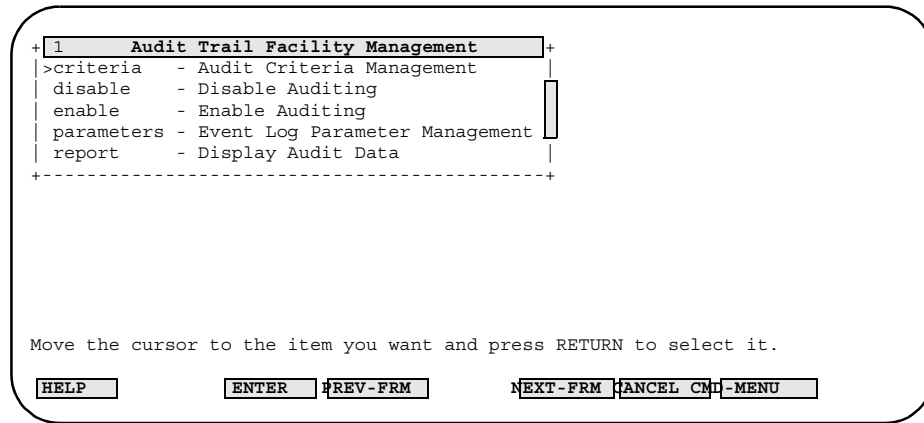 + 1 Audit Trail Facility Management +
|>criteria - Audit Criteria Management |
| disable - Disable Auditing
| enable - Enable Auditing
| parameters - Event Log Parameter Management
| report - Display Audit Data |
+---------------------------------------------+
Move the cursor to the item you want and press RETURN to select it.
HELP ENTER PREV-FRM NEXT-FRM CANCEL CMD-MENU